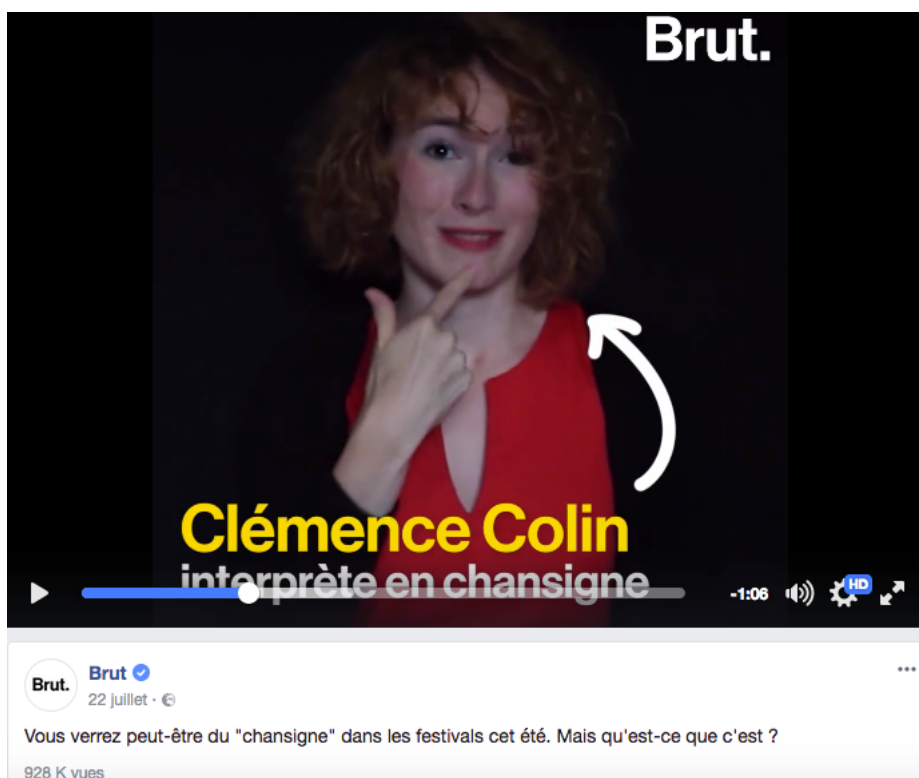 Brut.
Clémence Colin
interprète en chansigne
-1:06
HD
Brut.
Brut
22 juillet ·
Vous verrez peut-être du "chansigne" dans les festivals cet été. Mais qu'est-ce que c'est ?
928 K vues